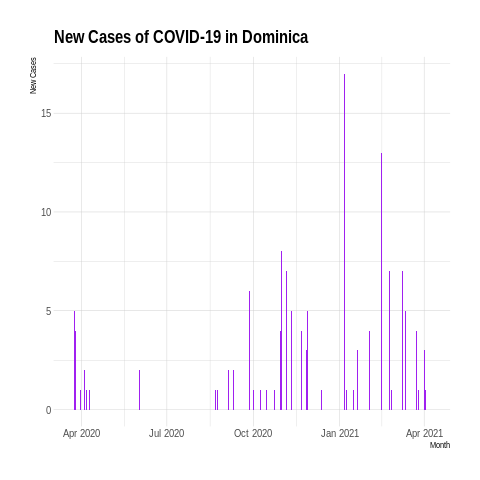 New Cases of COVID-19 in Dominica
New Cases
15
10
5
0
Apr 2020 Jul 2020 Oct 2020 Jan 2021 Apr 2021
Month